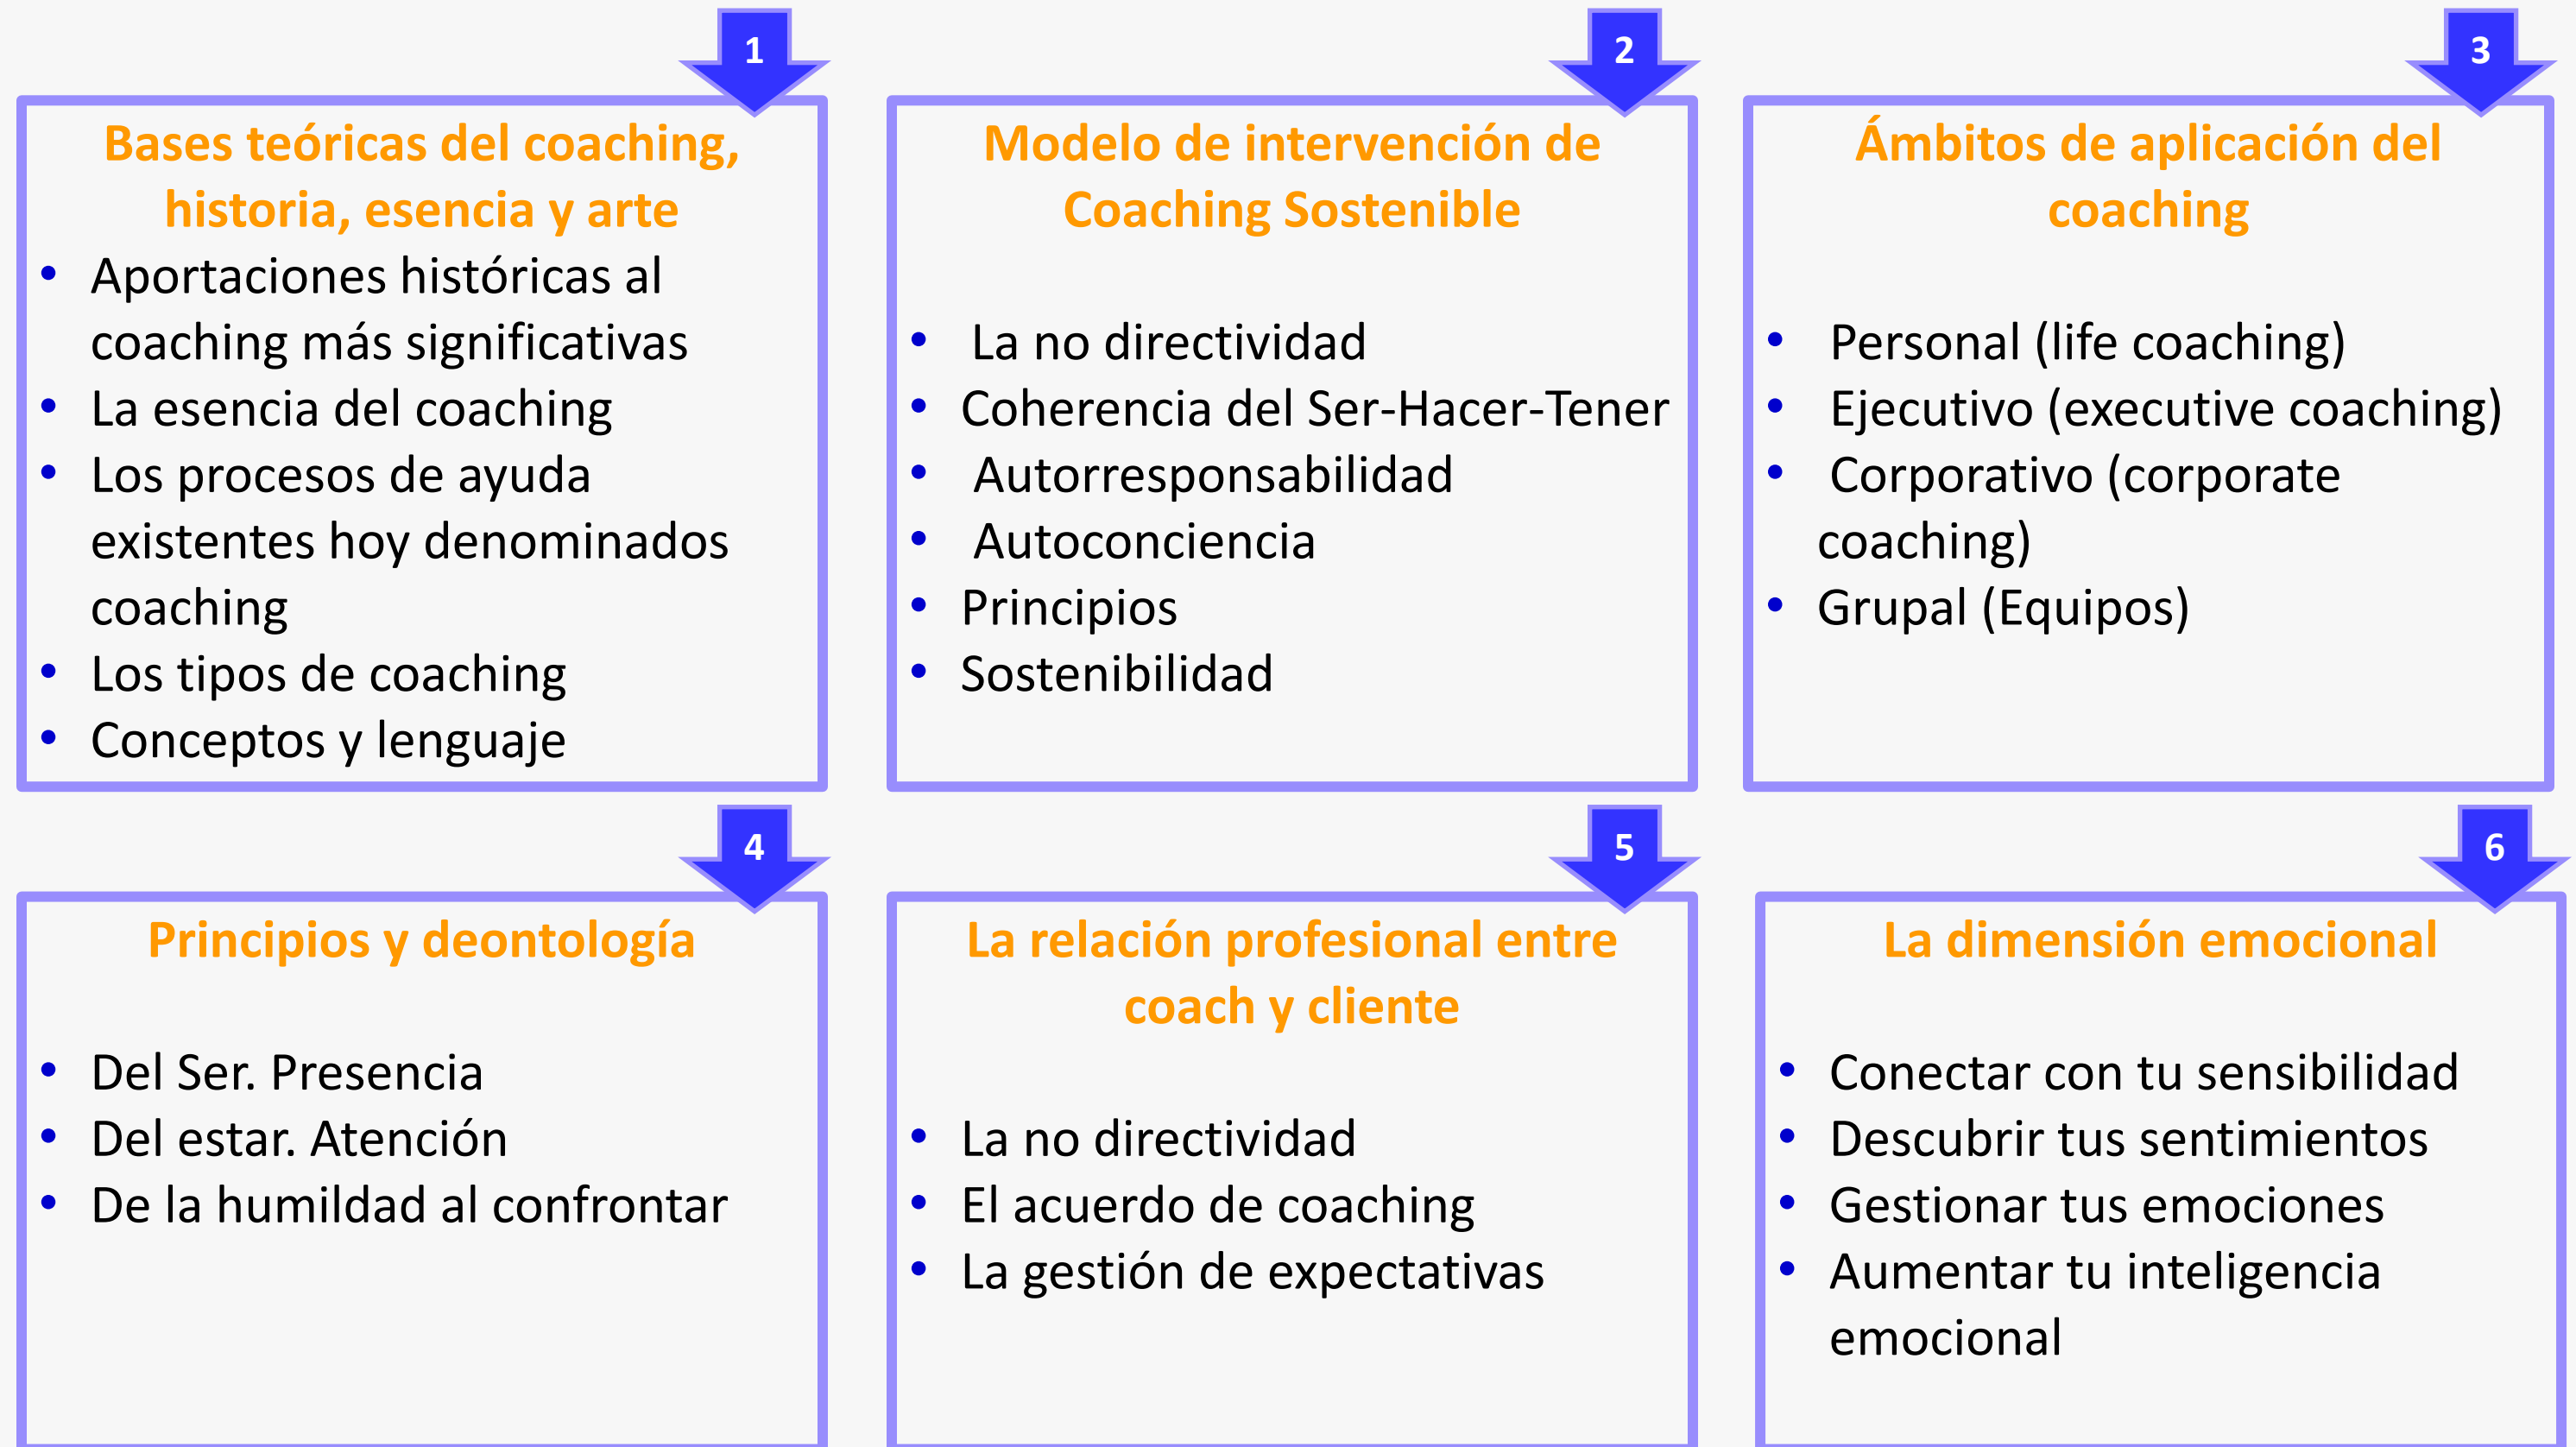 1
Bases teóricas del coaching,
historia, esencia y arte
• Aportaciones históricas al
coaching más significativas
• La esencia del coaching
• Los procesos de ayuda
existentes hoy denominados
coaching
• Los tipos de coaching
• Conceptos y lenguaje
2
Modelo de intervención de
Coaching Sostenible
• La no directividad
• Coherencia del Ser-Hacer-Tener
• Autorresponsabilidad
• Autoconciencia
• Principios
• Sostenibilidad
3
Ámbitos de aplicación del
coaching
• Personal (life coaching)
• Ejecutivo (executive coaching)
• Corporativo (corporate
coaching)
• Grupal (Equipos)
4
Principios y deontología
• Del Ser. Presencia
• Del estar. Atención
• De la humildad al confrontar
5
La relación profesional entre
coach y cliente
• La no directividad
• El acuerdo de coaching
• La gestión de expectativas
6
La dimensión emocional
• Conectar con tu sensibilidad
• Descubrir tus sentimientos
• Gestionar tus emociones
• Aumentar tu inteligencia
emocional